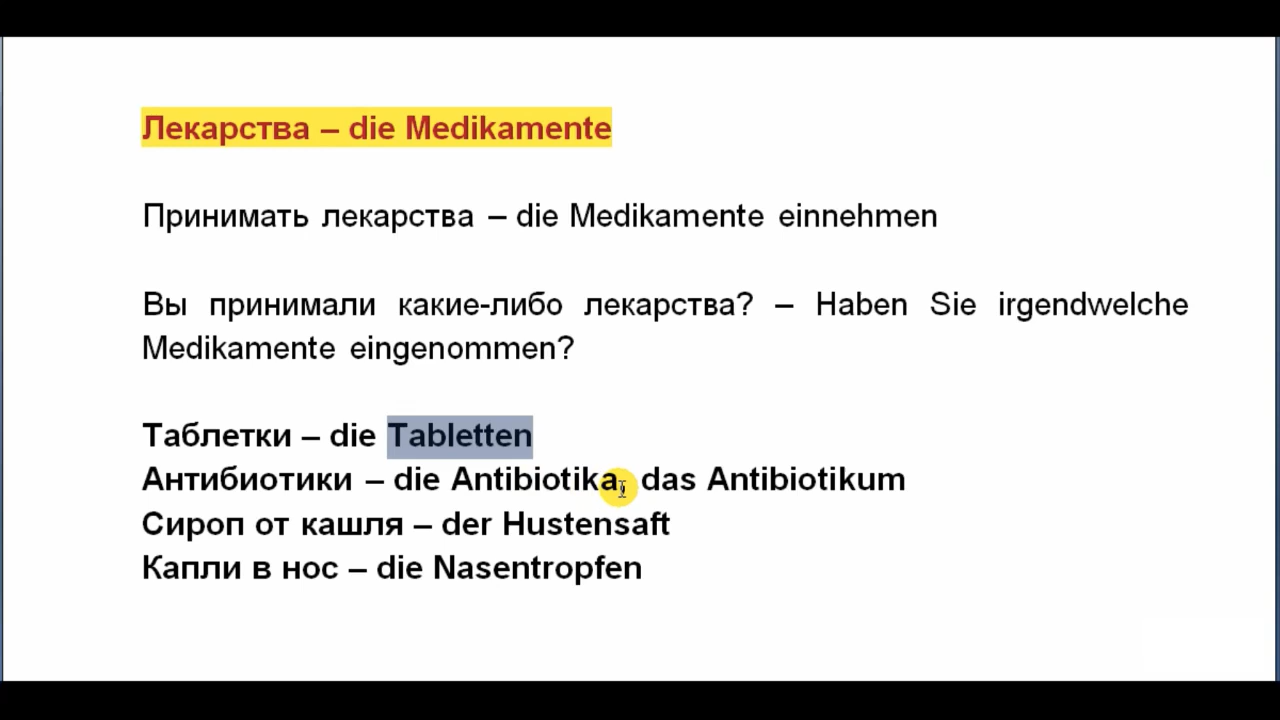 Лекарства – die Medikamente
Принимать лекарства – die Medikamente einnehmen
Вы принимали какие-либо лекарства? – Haben Sie irgendwelche
Medikamente eingenommen?
Таблетки – die Tabletten
Антибиотики – die Antibiotika, das Antibiotikum
Сироп от кашля – der Hustensaft
Капли в нос – die Nasentropfen